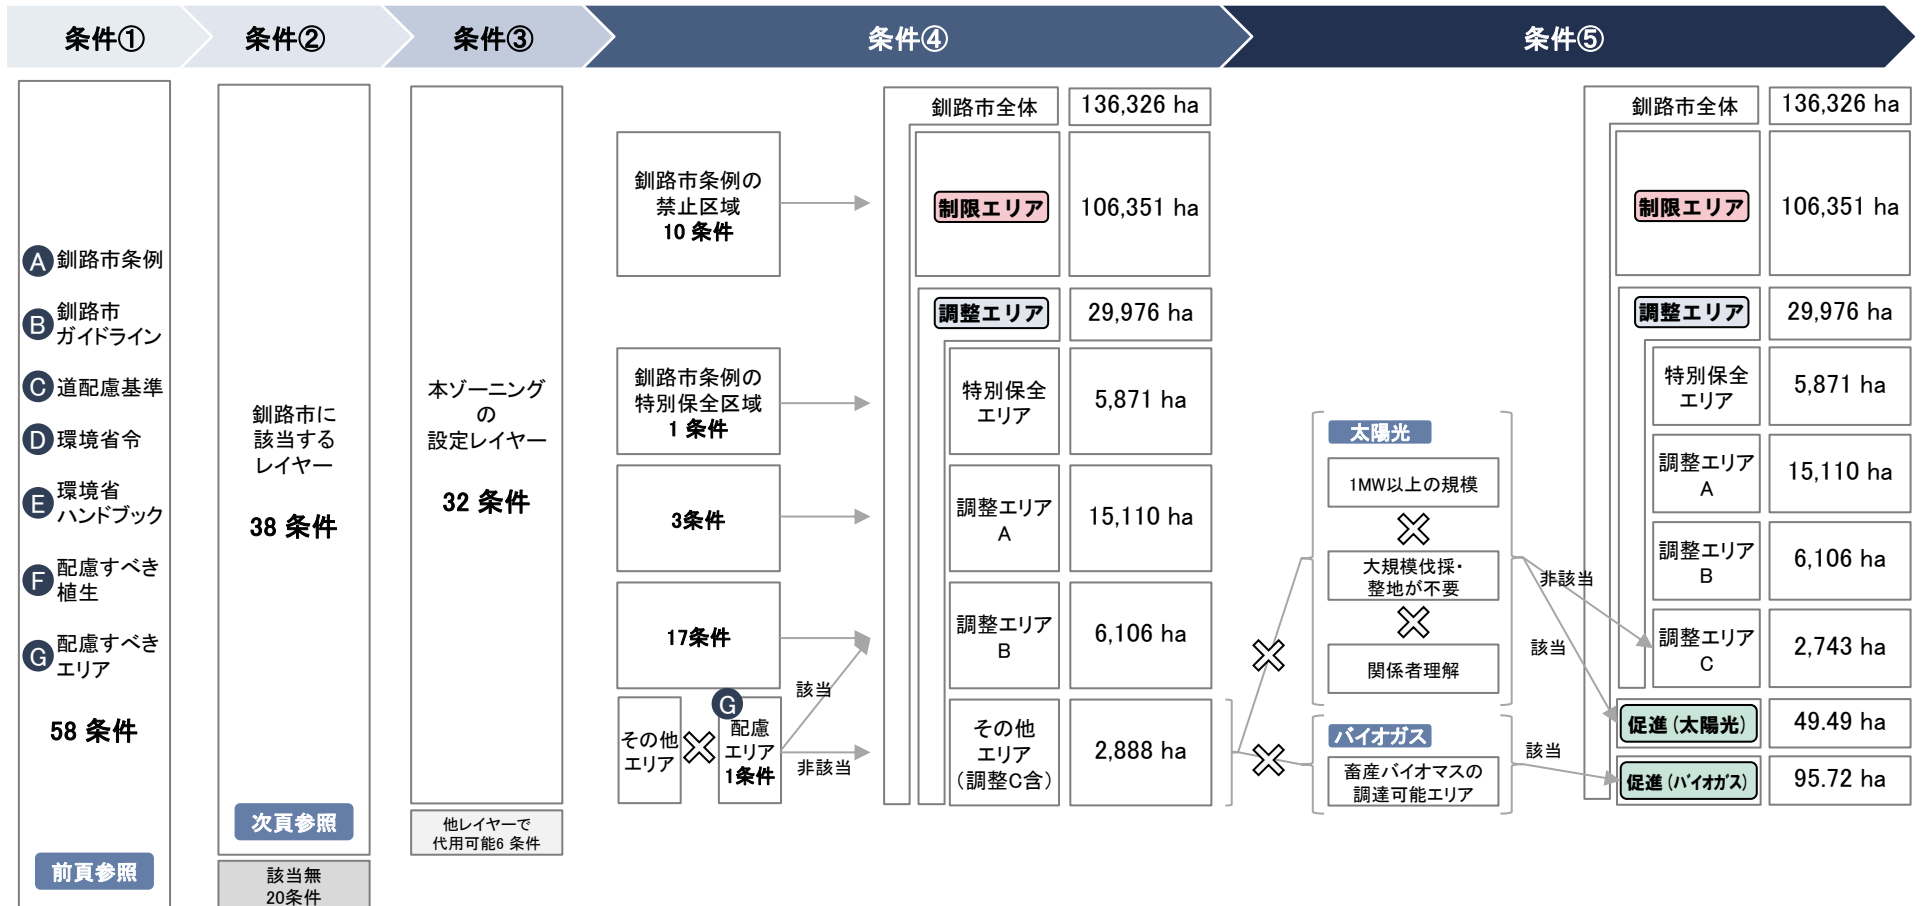 条件①
条件②
条件③
条件④
条件⑤
A 釧路市条例
B 釧路市
ガイドライン
C 道配慮基準
D 環境省令
E 環境省
ハンドブック
F 配慮すべき
植生
G 配慮すべき
エリア
58 条件
前頁参照
釧路市に
該当する
レイヤー
38 条件
次頁参照
該当無
20条件
本ゾーニング
の
設定レイヤー
32 条件
他レイヤーで
代用可能6 条件
釧路市条例の
禁止区域
10 条件
釧路市条例の
特別保全区域
1 条件
3条件
17条件
その他
エリア
G
配慮
エリア
1条件
該当
非該当
釧路市全体
136,326 ha
制限エリア
106,351 ha
調整エリア
29,976 ha
特別保全
エリア
5,871 ha
調整エリア
A
15,110 ha
調整エリア
B
6,106 ha
その他
エリア
(調整C含)
2,888 ha
太陽光
1MW以上の規模
大規模伐採・
整地が不要
関係者理解
バイオガス
畜産バイオマスの
調達可能エリア
非該当
該当
該当
釧路市全体
136,326 ha
制限エリア
106,351 ha
調整エリア
29,976 ha
特別保全
エリア
5,871 ha
調整エリア
A
15,110 ha
調整エリア
B
6,106 ha
調整エリア
C
2,743 ha
促進(太陽光)
49.49 ha
促進(バイオガス)
95.72 ha